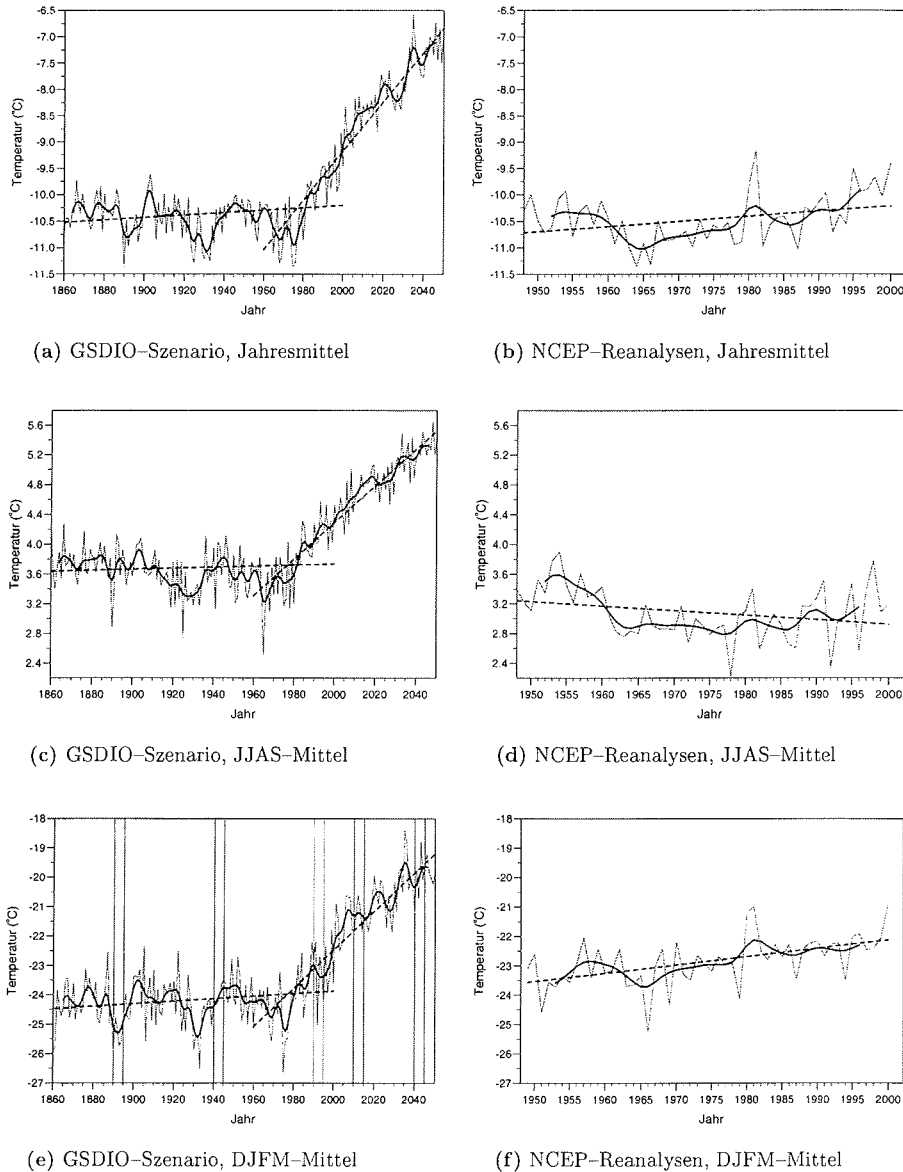 -6.5
-7.0
-7.5
-8.0
-8.5
-9.0
-9.5
-10.0
-10.5
-11.0
-11.5
Temperatur (°C)
1860 1880 1900 1920 1940 1960 1980 2000 2020 2040
Jahr
(a) GSDIO–Szenario, Jahresmittel
-6.5
-7.0
-7.5
-8.0
-8.5
-9.0
-9.5
-10.0
-10.5
-11.0
-11.5
Temperatur (°C)
1950 1955 1960 1965 1970 1975 1980 1985 1990 1995 2000
Jahr
(b) NCEP–Reanalysen, Jahresmittel
5.6
5.2
4.8
4.4
4.0
3.6
3.2
2.8
2.4
Temperatur (°C)
1860 1880 1900 1920 1940 1960 1980 2000 2020 2040
Jahr
(c) GSDIO–Szenario, JJAS–Mittel
5.6
5.2
4.8
4.4
4.0
3.6
3.2
2.8
2.4
Temperatur (°C)
1950 1955 1960 1965 1970 1975 1980 1985 1990 1995 2000
Jahr
(d) NCEP–Reanalysen, JJAS–Mittel
-18
-19
-20
-21
-22
-23
-24
-25
-26
-27
Temperatur (°C)
1860 1880 1900 1920 1940 1960 1980 2000 2020 2040
Jahr
(e) GSDIO–Szenario, DJFM–Mittel
-18
-19
-20
-21
-22
-23
-24
-25
-26
-27
Temperatur (°C)
1950 1955 1960 1965 1970 1975 1980 1985 1990 1995 2000
Jahr
(f) NCEP–Reanalysen, DJFM–Mittel